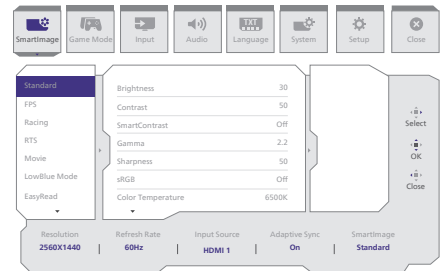 SmartImage
Game Mode
Input
Audio
TXT
Language
System
Setup
Close
Standard
FPS
Racing
RTS
Movie
LowBlue Mode
EasyRead
Brightness 30
Contrast 50
SmartContrast Off
Gamma 2.2
Sharpness 50
sRGB Off
Color Temperature 6500K
Select
OK
Close
Resolution Refresh Rate Input Source Adaptive Sync SmartImage
2560X1440 | 60Hz | HDMI 1 | On | Standard